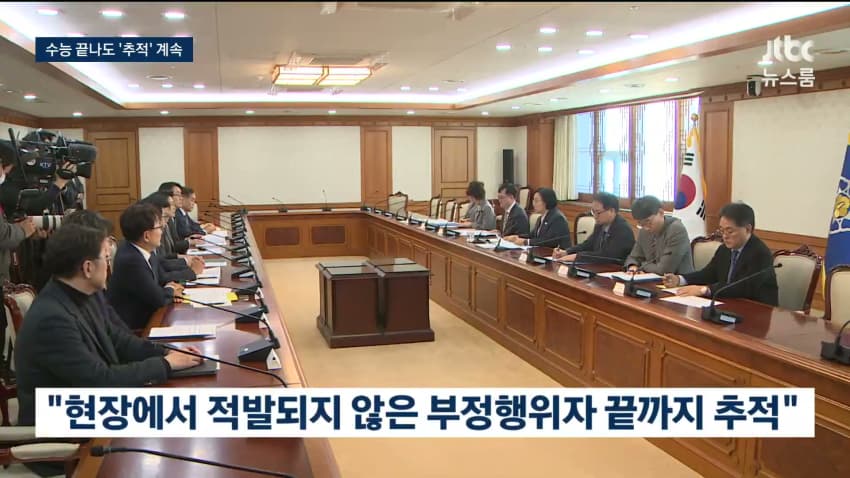 수능 끝나도 '추적' 계속
jtbc
뉴스룸
KTV
"현장에서 적발되지 않은 부정행위자 끝까지 추적"